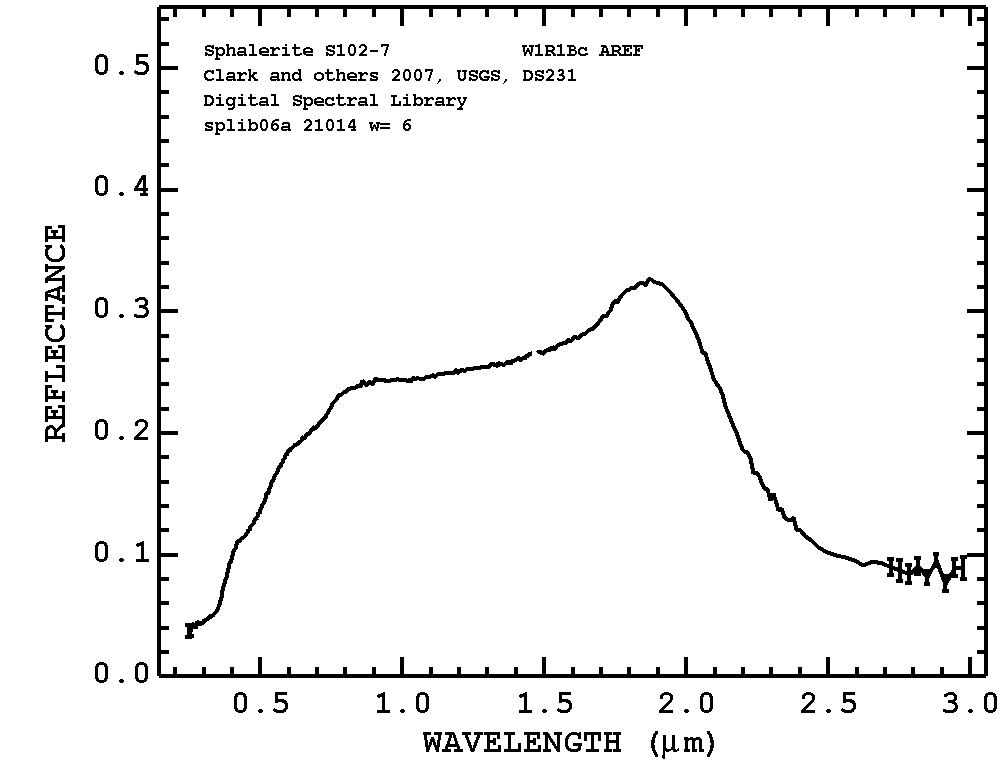 Sphalerite S102-7 W1R1Bc AREF
Clark and others 2007, USGS, DS231
Digital Spectral Library
splib06a 21014 w= 6
REFLECTANCE
0.5
0.4
0.3
0.2
0.1
0.0
0.5 1.0 1.5 2.0 2.5 3.0
WAVELENGTH (μm)